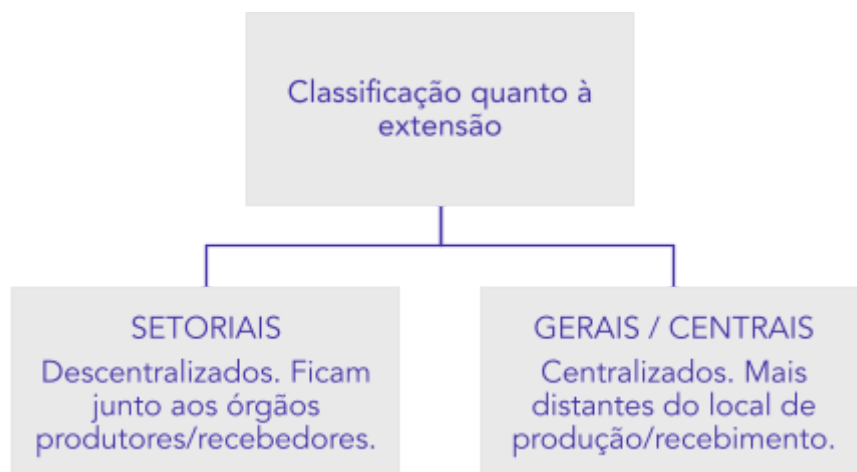 Classificação quanto à
extensão
SETORIAIS
Descentralizados. Ficam
junto aos órgãos
produtores/recebedores.
GERAIS / CENTRAIS
Centralizados. Mais
distantes do local de
produção/recebimento.